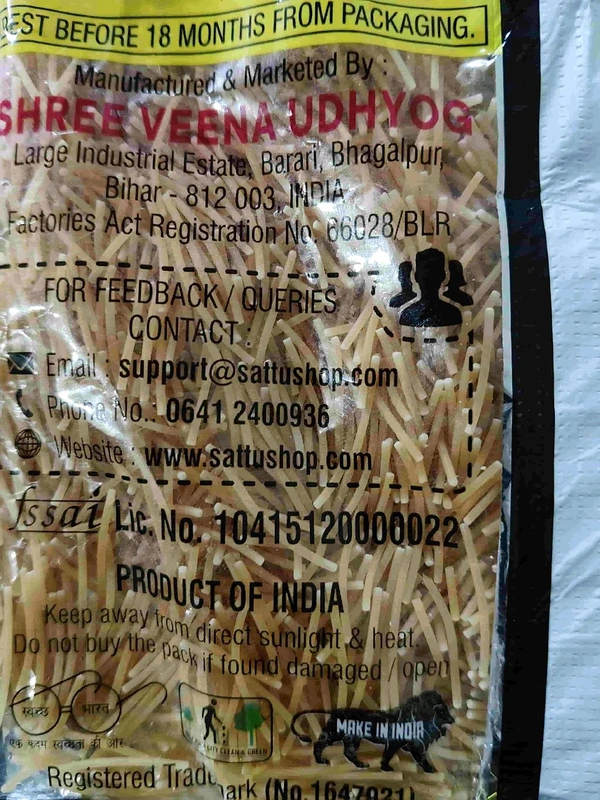 BEST BEFORE 18 MONTHS FROM PACKAGING.
Manufactured & Marketed By :
SHREE VEENA UDHYOG
Large Industrial Estate, Barari, Bhagalpur,
Bihar - 812 003, INDIA
Factories Act Registration No. 66028/BLR
FOR FEEDBACK / QUERIES
CONTACT :
Email : support@sattushop.com
Phone No.: 0641 2400936
Website : www.sattushop.com
fssai Lic. No. 10415120000022
PRODUCT OF INDIA
Keep away from direct sunlight & heat.
Do not buy the pack if found damaged / open
स्वच्छ भारत
एक कदम स्वच्छता की ओर
CITY CLEAN & GREEN
MAKE IN INDIA
Registered Trademark (No.1647921)